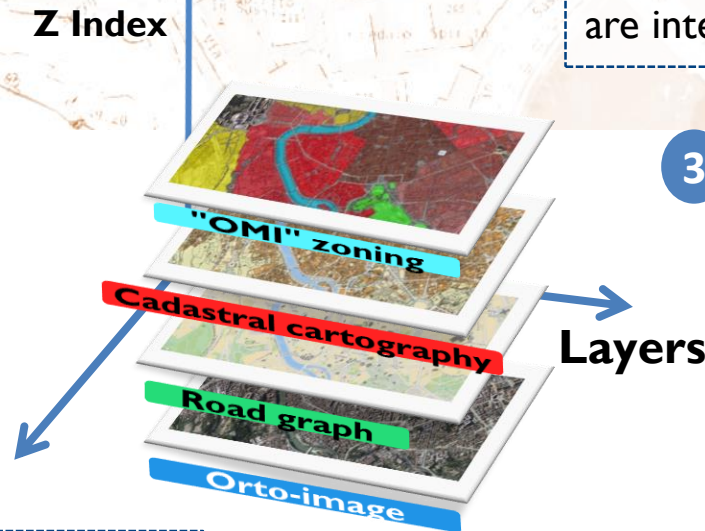 Z Index
are inte
3
"OMI" zoning
Cadastral cartography
Layers
Road graph
Orto-image